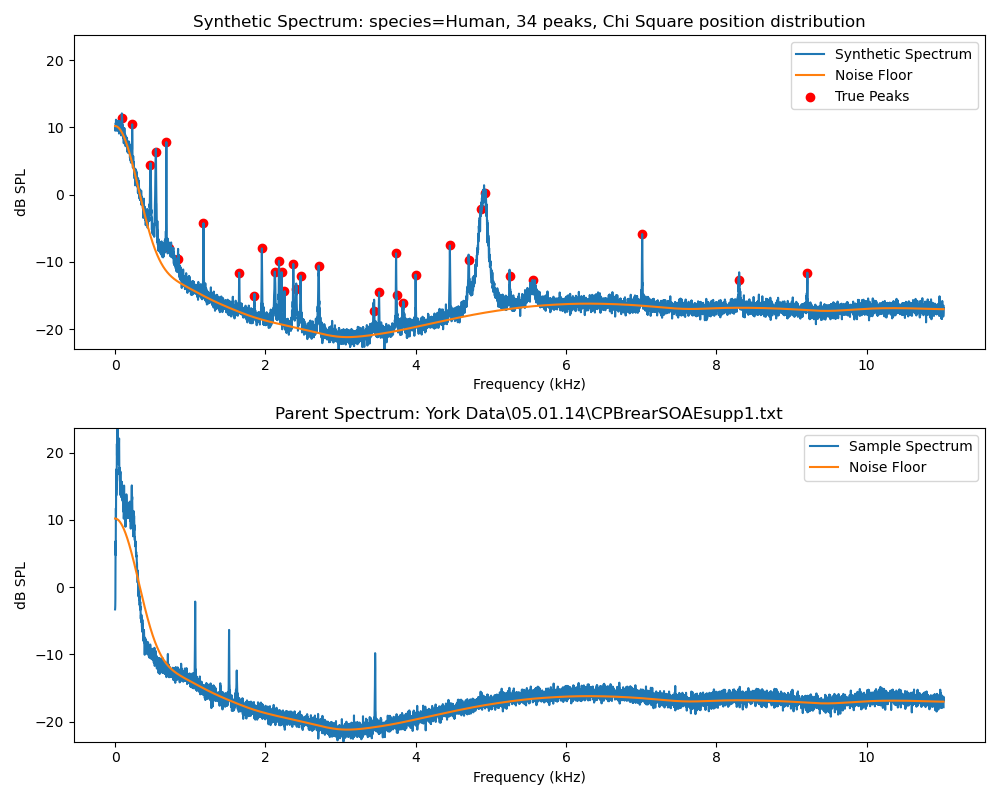 Synthetic Spectrum: species=Human, 34 peaks, Chi Square position distribution
20
10
0
−10
−20
dB SPL
Synthetic Spectrum
Noise Floor
True Peaks
0 2 4 6 8 10
Frequency (kHz)
Parent Spectrum: York Data\05.01.14\CPBrearSOAEsupp1.txt
20
10
0
−10
−20
dB SPL
Sample Spectrum
Noise Floor
0 2 4 6 8 10
Frequency (kHz)